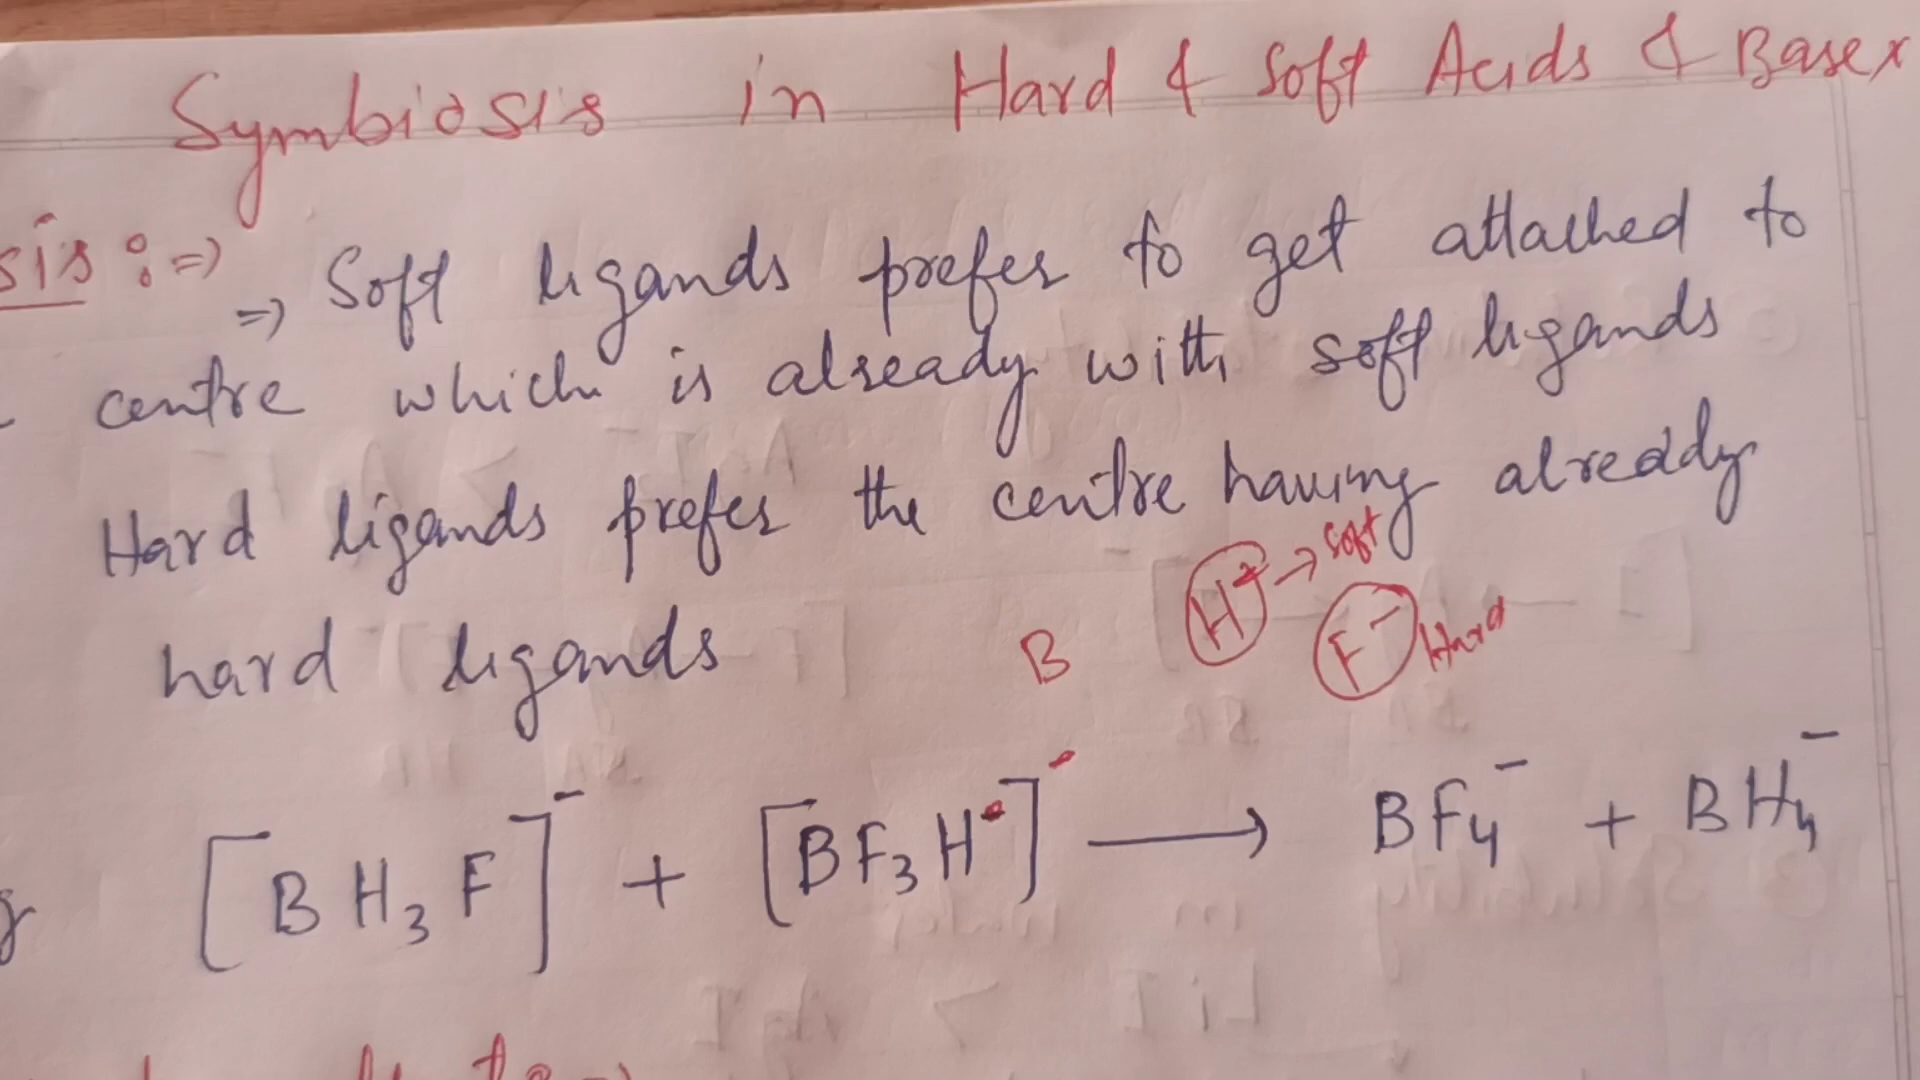 Symbiosis in Hard & Soft Acids & Bases
sis :⇒
⇒ Soft ligands prefer to get attached to
centre which is already with soft ligands
Hard ligands prefer the centre having already
hard ligands
B H⁺ → Soft F⁻ Hard
[BH₃F]⁻ + [BF₃H]⁻ ⟶ BF₄⁻ + BH₄⁻